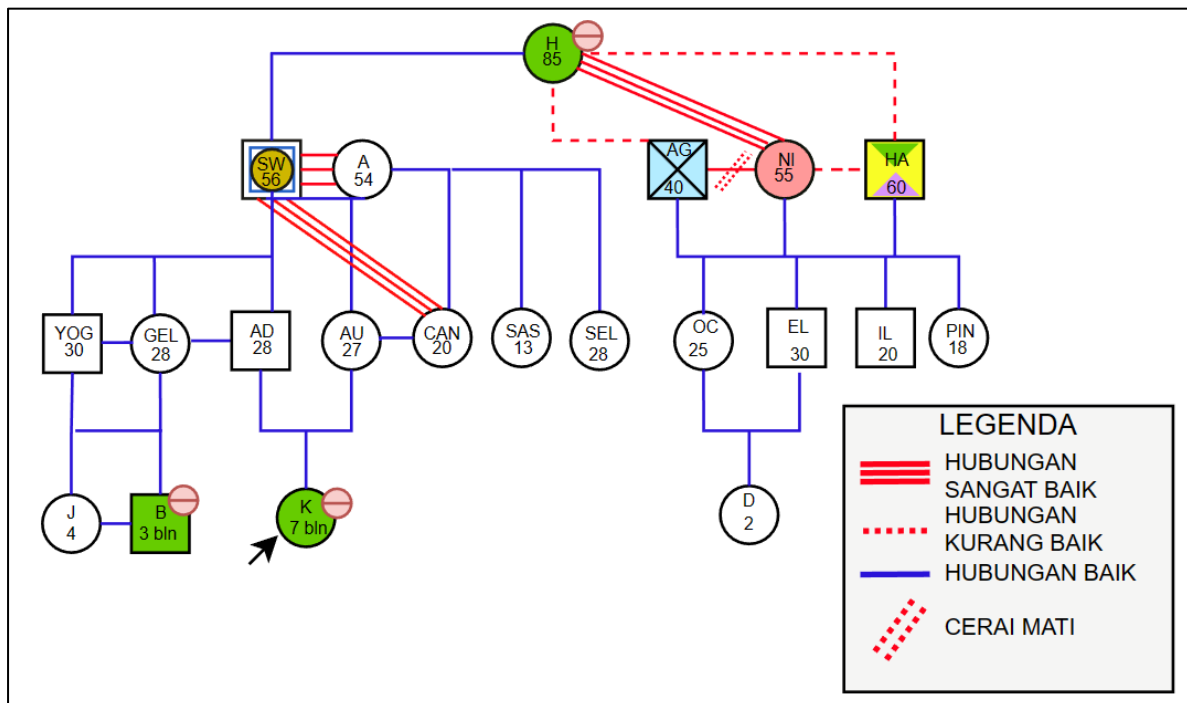 H
85
SW
56
A
54
AG
40
NI
55
HA
60
YOG
30
GEL
28
AD
28
AU
27
CAN
20
SAS
13
SEL
28
OC
25
EL
30
IL
20
PIN
18
J
4
B
3 bln
K
7 bln
D
2
LEGENDA
HUBUNGAN
SANGAT BAIK
HUBUNGAN
KURANG BAIK
HUBUNGAN BAIK
CERAI MATI